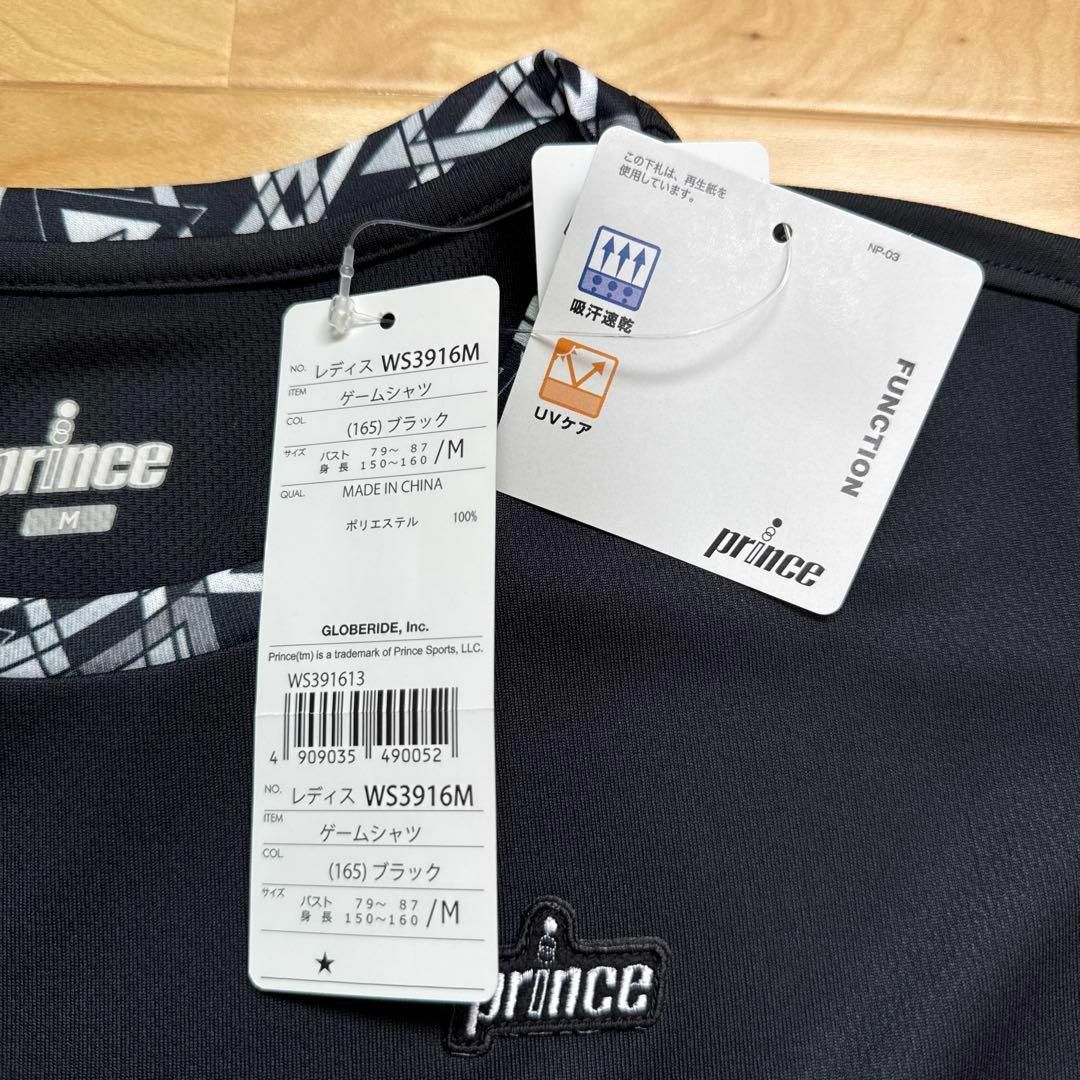 この下札は、再生紙を
使用しています。
NP-03
吸汗速乾
UVケア
FUNCTION
prince
prince
M
NO. レディス WS3916M
ITEM ゲームシャツ
COL. (165) ブラック
サイズ バスト 79～ 87
身長 150～160 /M
QUAL. MADE IN CHINA
ポリエステル 100%
GLOBERIDE, Inc.
Prince(tm) is a trademark of Prince Sports, LLC.
WS391613
4 909035 490052
NO. レディス WS3916M
ITEM ゲームシャツ
COL. (165) ブラック
サイズ バスト 79～ 87
身長 150～160 /M
★
prince